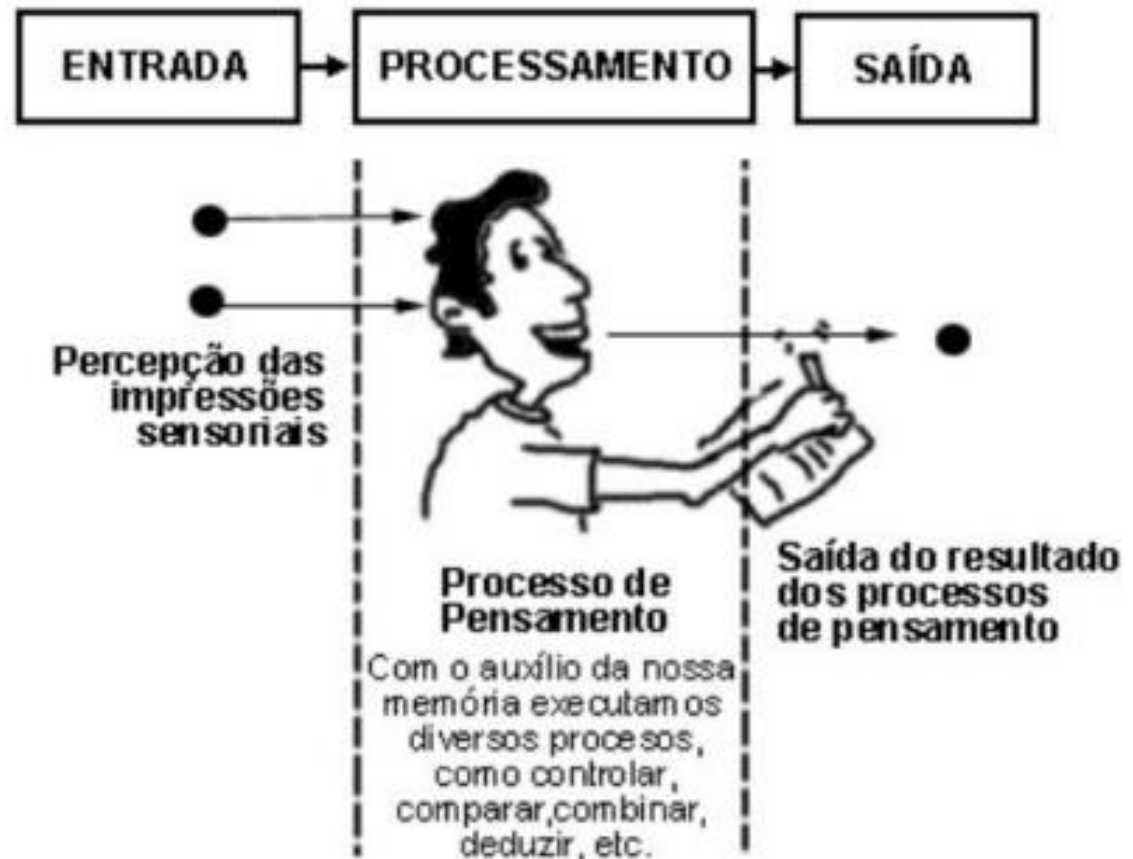 ENTRADA
PROCESSAMENTO
SAÍDA
Percepção das
impressões
sensoriais
Processo de
Pensamento
Com o auxílio da nossa
memória executamos
diversos procesos,
como controlar,
comparar,combinar,
deduzir, etc.
Saída do resultado
dos processos
de pensamento